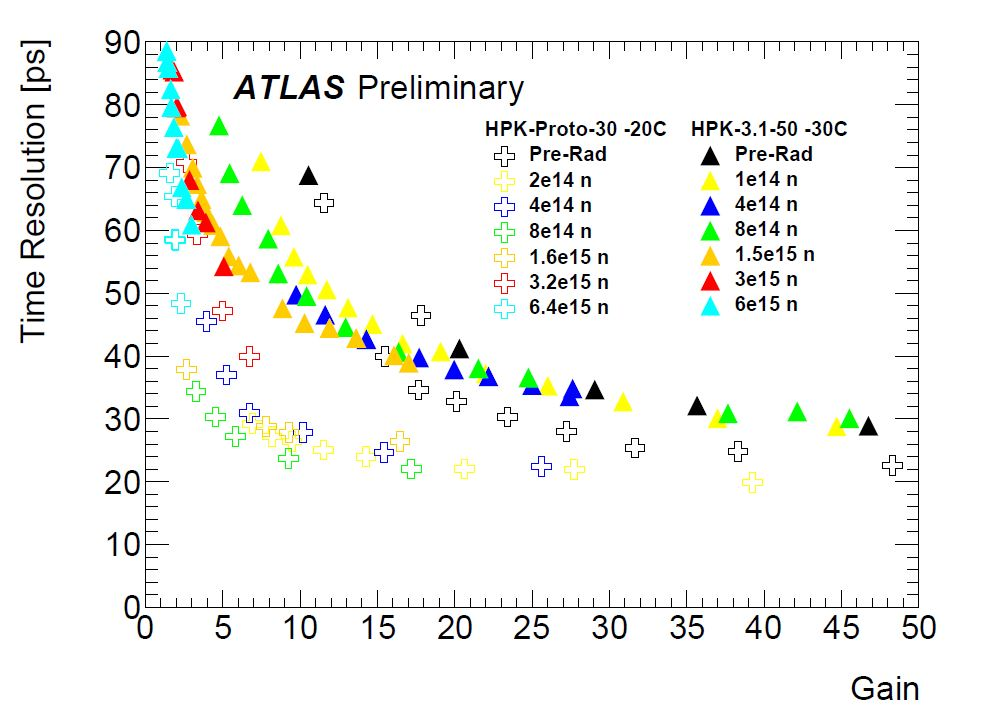 Time Resolution [ps]
90
80
70
60
50
40
30
20
10
0
ATLAS Preliminary
HPK-Proto-30 -20C
Pre-Rad
2e14 n
4e14 n
8e14 n
1.6e15 n
3.2e15 n
6.4e15 n
HPK-3.1-50 -30C
Pre-Rad
1e14 n
4e14 n
8e14 n
1.5e15 n
3e15 n
6e15 n
0 5 10 15 20 25 30 35 40 45 50
Gain